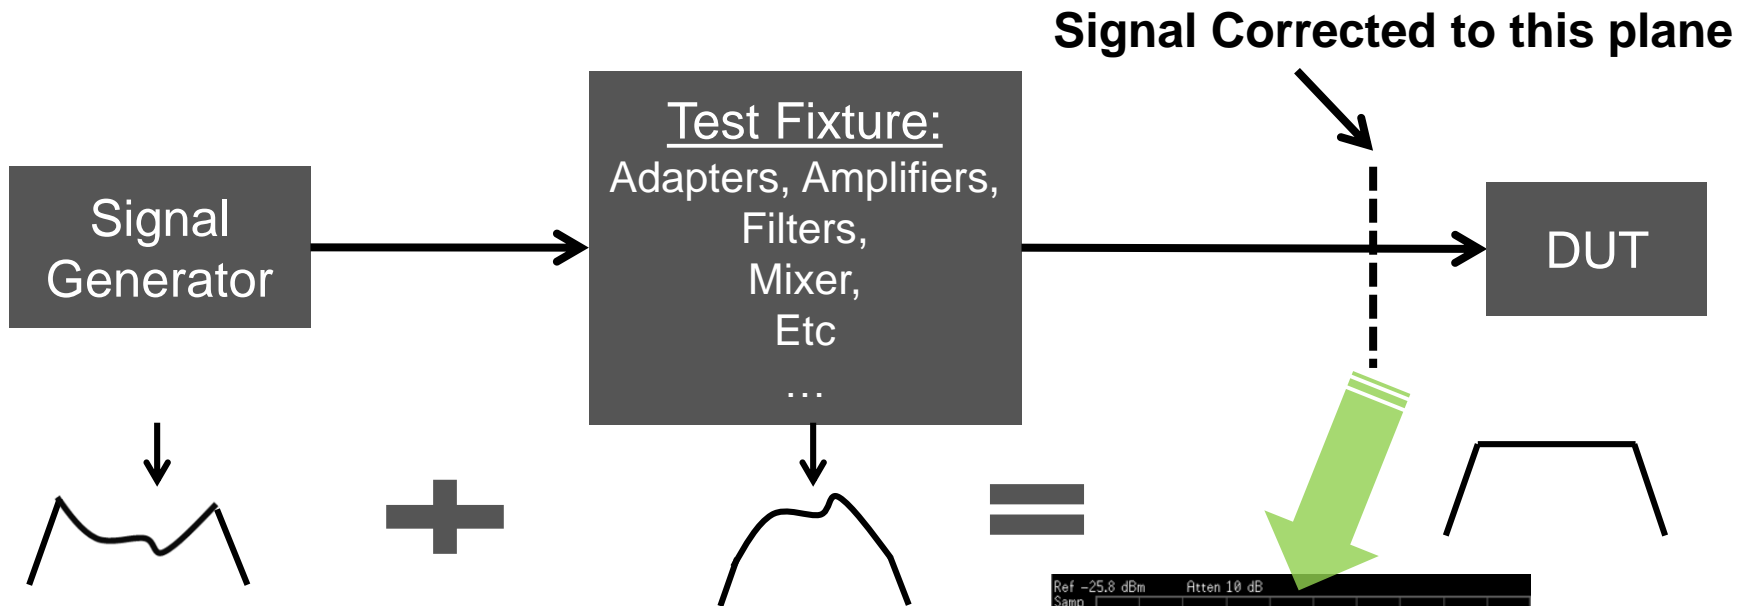 Signal Corrected to this plane
Test Fixture:
Adapters, Amplifiers,
Filters,
Mixer,
Etc
…
Signal
Generator
DUT
Ref -25.8 dBm Atten 10 dB
Samp